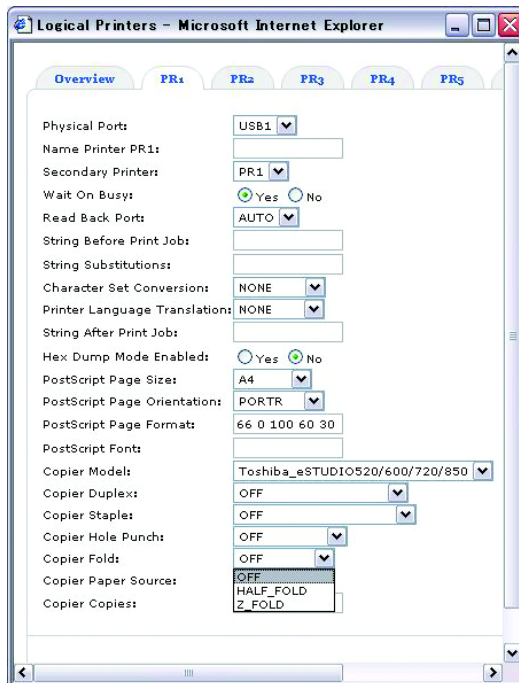 Logical Printers - Microsoft Internet Explorer
Overview PR1 PR2 PR3 PR4 PR5
Physical Port: USB1
Name Printer PR1:
Secondary Printer: PR1
Wait On Busy: Yes No
Read Back Port: AUTO
String Before Print Job:
String Substitutions:
Character Set Conversion: NONE
Printer Language Translation: NONE
String After Print Job:
Hex Dump Mode Enabled: Yes No
PostScript Page Size: A4
PostScript Page Orientation: PORTR
PostScript Page Format: 66 0 100 60 30
PostScript Font:
Copier Model: Toshiba_eSTUDIO520/600/720/850
Copier Duplex: OFF
Copier Staple: OFF
Copier Hole Punch: OFF
Copier Fold: OFF
Copier Paper Source: OFF
HALF_FOLD
Copier Copies: Z_FOLD